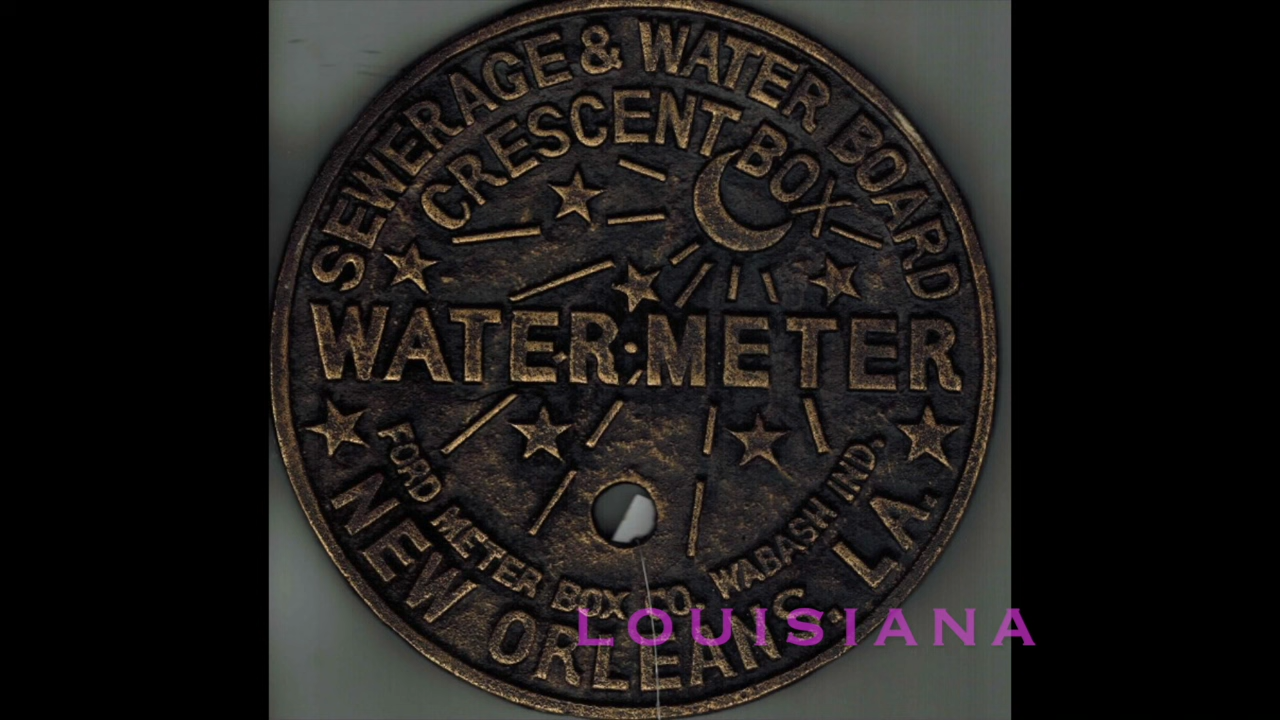 SEWERAGE & WATER BOARD
CRESCENT BOX
WATER METER
FORD METER BOX CO. WABASH IND.
NEW ORLEANS. LA.
LOUISIANA